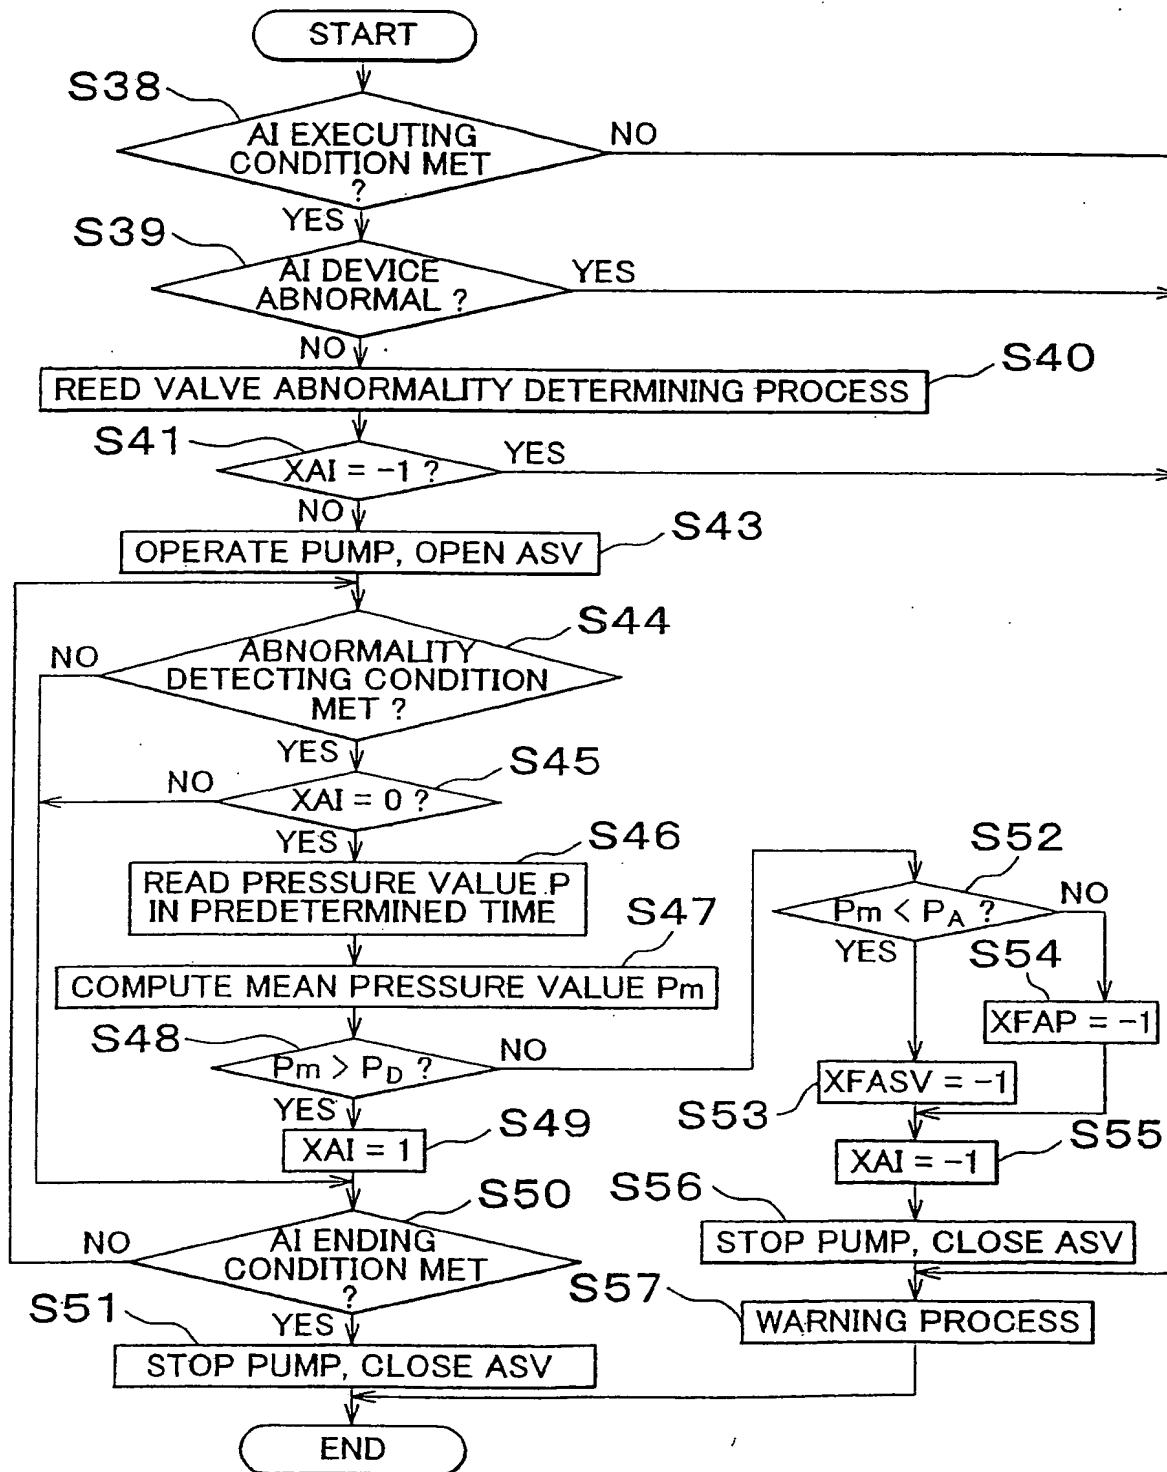 START
S38
AI EXECUTING
CONDITION MET
?
NO
YES
S39
AI DEVICE
ABNORMAL ?
YES
NO
S40
REED VALVE ABNORMALITY DETERMINING PROCESS
S41
XAI = -1 ?
YES
NO
S43
OPERATE PUMP, OPEN ASV
S44
NO
ABNORMALITY
DETECTING CONDITION
MET ?
YES
S45
NO
XAI = 0 ?
YES
S46
READ PRESSURE VALUE P
IN PREDETERMINED TIME
S47
COMPUTE MEAN PRESSURE VALUE Pm
S48
Pm > PD ?
NO
YES
S49
XAI = 1
S50
NO
AI ENDING
CONDITION MET
?
S51
YES
STOP PUMP, CLOSE ASV
END
S52
Pm < PA ?
NO
YES
S54
XFAP = -1
XFASV = -1
S53
S55
XAI = -1
S56
STOP PUMP, CLOSE ASV
S57
WARNING PROCESS